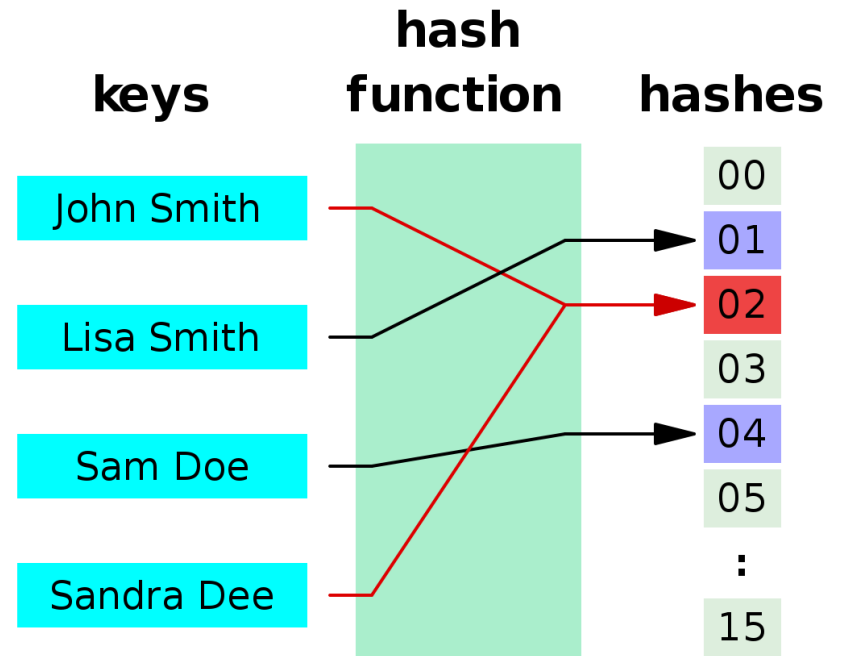 keys
hash
function
hashes
John Smith
Lisa Smith
Sam Doe
Sandra Dee
00
01
02
03
04
05
:
15